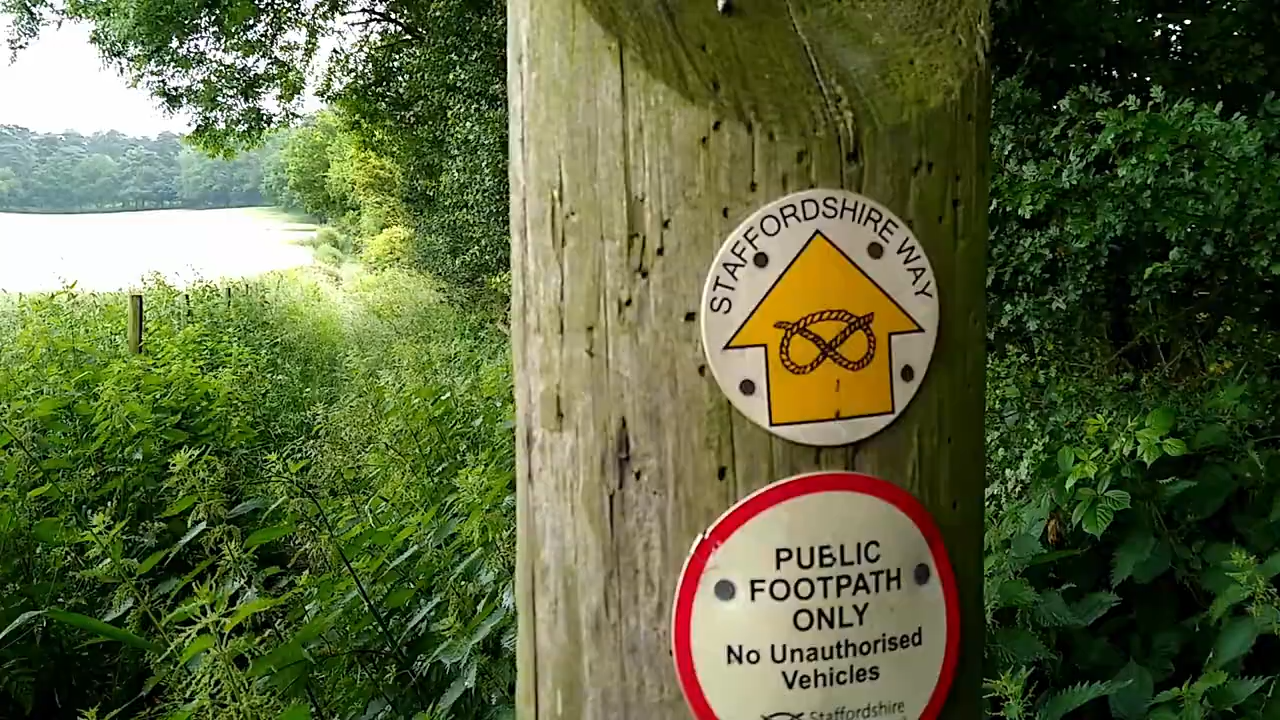 STAFFORDSHIRE WAY
PUBLIC
FOOTPATH
ONLY
No Unauthorised
Vehicles
Staffordshire